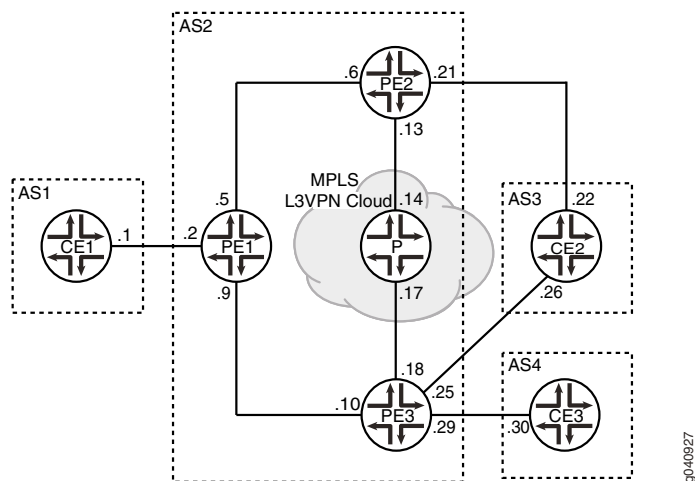 AS2
.6
PE2
.21
.13
MPLS
L3VPN Cloud
AS1
AS3
.5
.14
.22
CE1
.1
.2
PE1
P
CE2
.9
.17
.26
.18
.25
AS4
.10
PE3
.29
.30
CE3
g040927